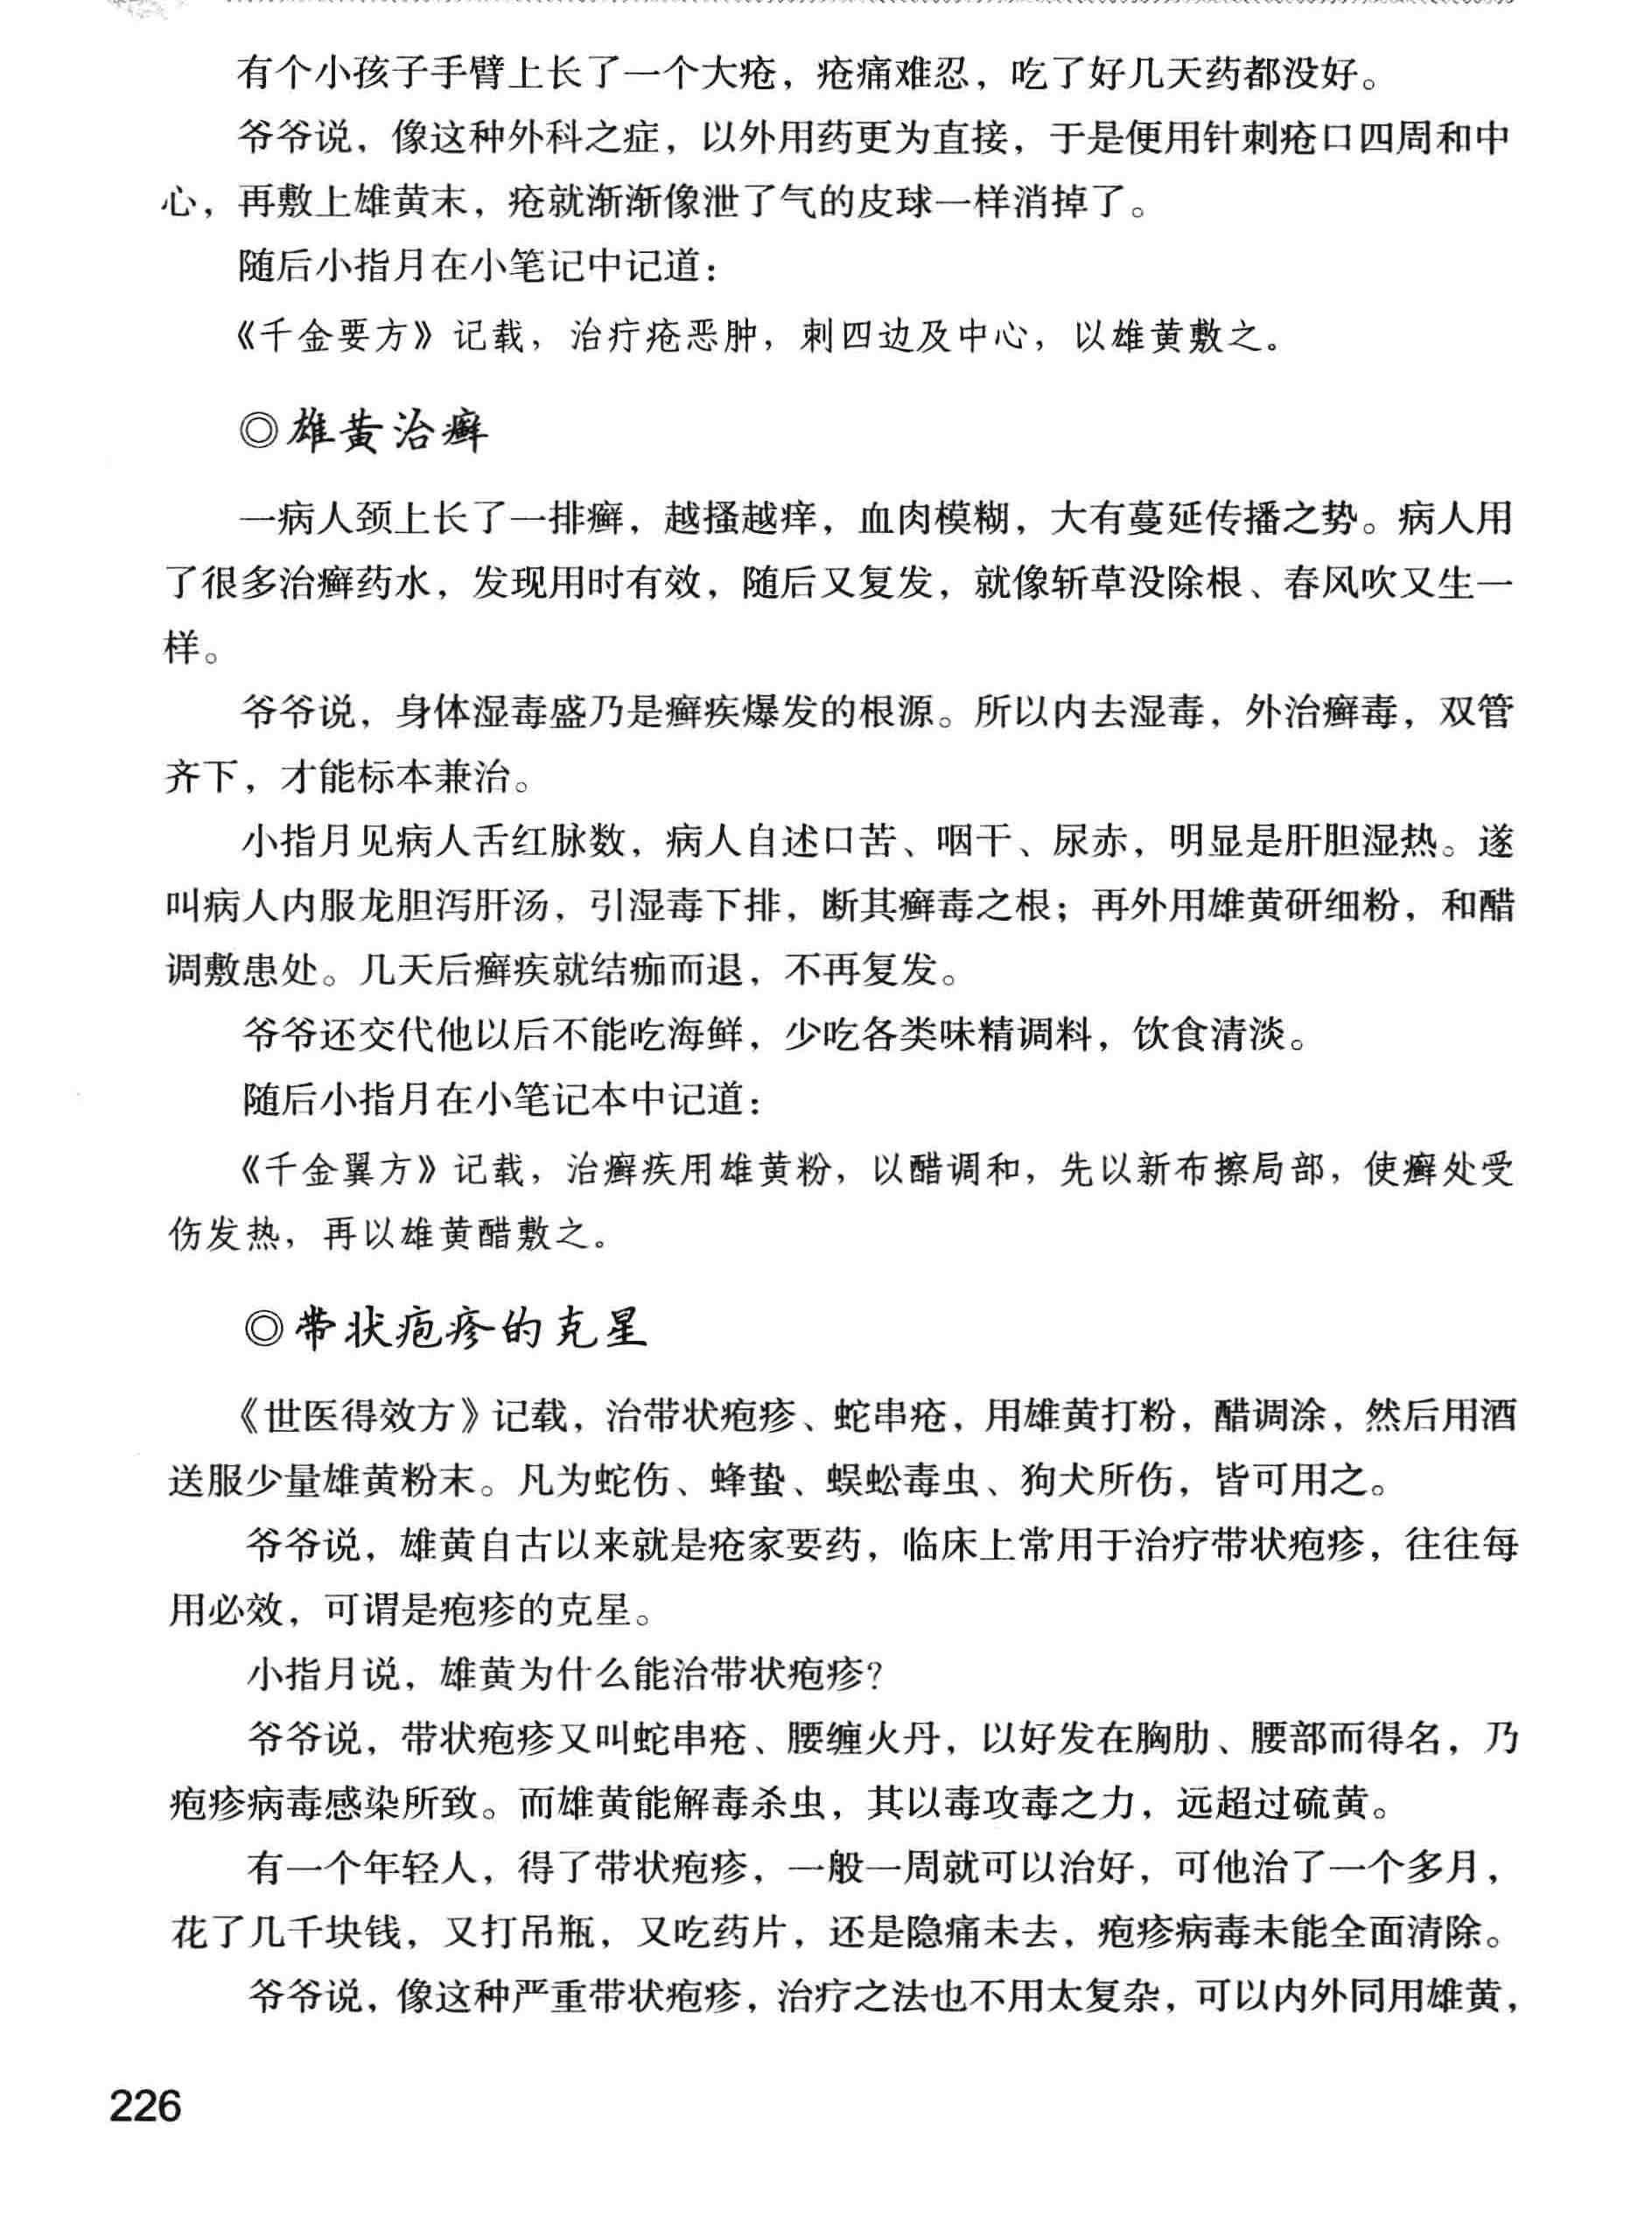 有个小孩子手臂上长了一个大疮，疮痛难忍，吃了好几天药都没好。
爷爷说，像这种外科之症，以外用药更为直接，于是便用针刺疮口四周和中
心，再敷上雄黄末，疮就渐渐像泄了气的皮球一样消掉了。
随后小指月在小笔记中记道：
《千金要方》记载，治疗疮恶肿，刺四边及中心，以雄黄敷之。
◎雄黄治癣
一病人颈上长了一排癣，越搔越痒，血肉模糊，大有蔓延传播之势。病人用
了很多治癣药水，发现用时有效，随后又复发，就像斩草没除根、春风吹又生一
样。
爷爷说，身体湿毒盛乃是癣疾爆发的根源。所以内去湿毒，外治癣毒，双管
齐下，才能标本兼治。
小指月见病人舌红脉数，病人自述口苦、咽干、尿赤，明显是肝胆湿热。遂
叫病人内服龙胆泻肝汤，引湿毒下排，断其癣毒之根；再外用雄黄研细粉，和醋
调敷患处。几天后癣疾就结痂而退，不再复发。
爷爷还交代他以后不能吃海鲜，少吃各类味精调料，饮食清淡。
随后小指月在小笔记本中记道：
《千金翼方》记载，治癣疾用雄黄粉，以醋调和，先以新布擦局部，使癣处受
伤发热，再以雄黄醋敷之。
◎带状疱疹的克星
《世医得效方》记载，治带状疱疹、蛇串疮，用雄黄打粉，醋调涂，然后用酒
送服少量雄黄粉末。凡为蛇伤、蜂蛰、蜈蚣毒虫、狗犬所伤，皆可用之。
爷爷说，雄黄自古以来就是疮家要药，临床上常用于治疗带状疱疹，往往每
用必效，可谓是疱疹的克星。
小指月说，雄黄为什么能治带状疱疹？
爷爷说，带状疱疹又叫蛇串疮、腰缠火丹，以好发在胸肋、腰部而得名，乃
疱疹病毒感染所致。而雄黄能解毒杀虫，其以毒攻毒之力，远超过硫黄。
有一个年轻人，得了带状疱疹，一般一周就可以治好，可他治了一个多月，
花了几千块钱，又打吊瓶，又吃药片，还是隐痛未去，疱疹病毒未能全面清除。
爷爷说，像这种严重带状疱疹，治疗之法也不用太复杂，可以内外同用雄黄，
226